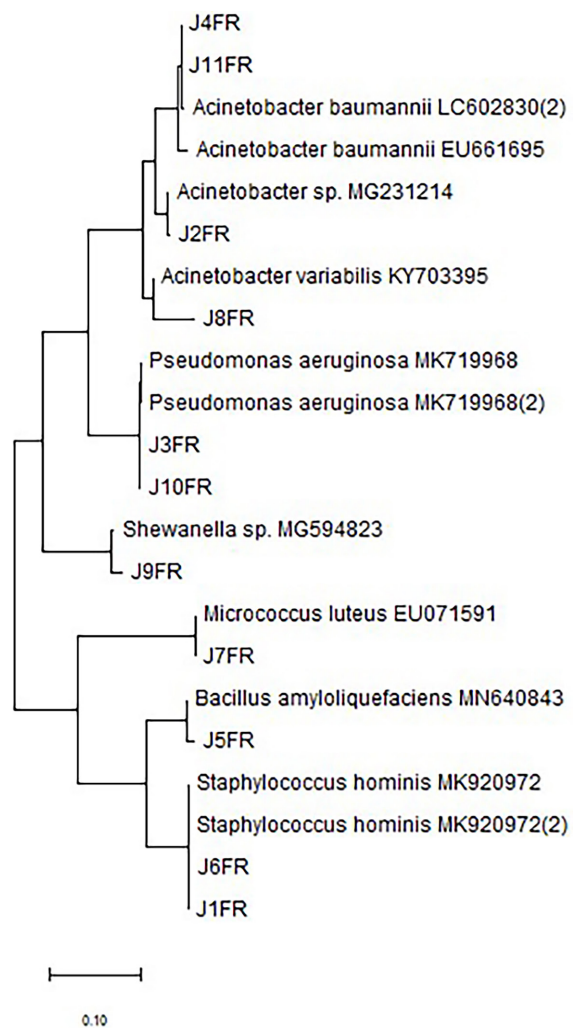 J4FR
J11FR
Acinetobacter baumannii LC602830(2)
Acinetobacter baumannii EU661695
Acinetobacter sp. MG231214
J2FR
Acinetobacter variabilis KY703395
J8FR
Pseudomonas aeruginosa MK719968
Pseudomonas aeruginosa MK719968(2)
J3FR
J10FR
Shewanella sp. MG594823
J9FR
Micrococcus luteus EU071591
J7FR
Bacillus amyloliquefaciens MN640843
J5FR
Staphylococcus hominis MK920972
Staphylococcus hominis MK920972(2)
J6FR
J1FR
0.10